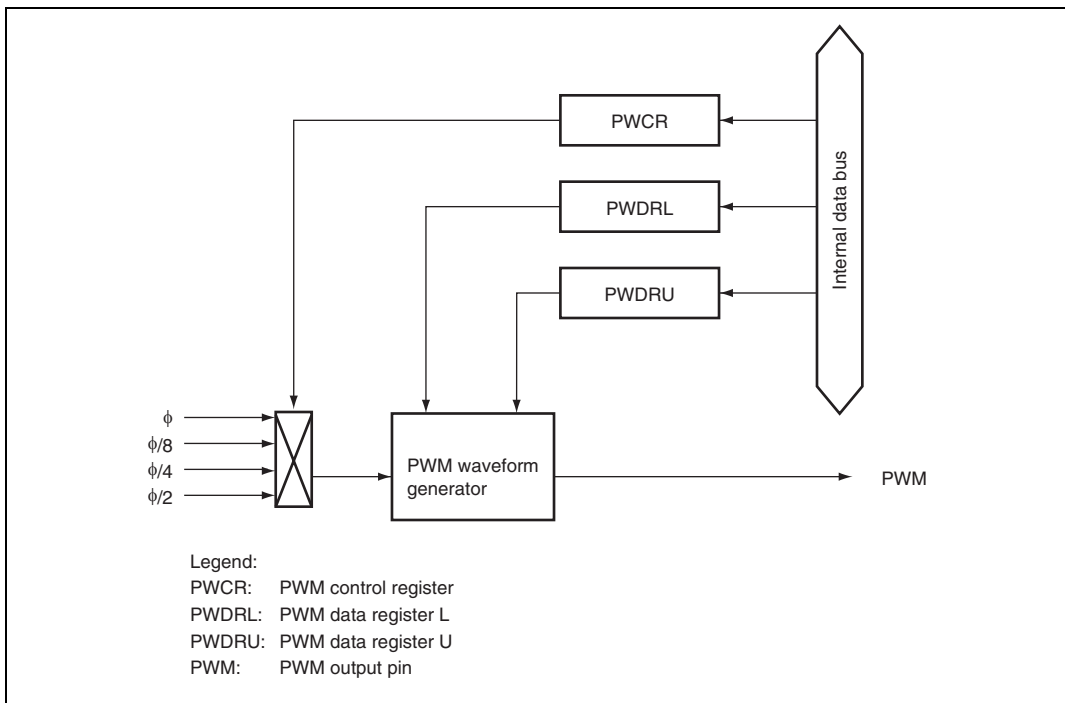 PWCR
PWDRL
PWDRU
Internal data bus
ϕ
ϕ/8
ϕ/4
ϕ/2
PWM waveform
generator
PWM
Legend:
PWCR: PWM control register
PWDRL: PWM data register L
PWDRU: PWM data register U
PWM: PWM output pin